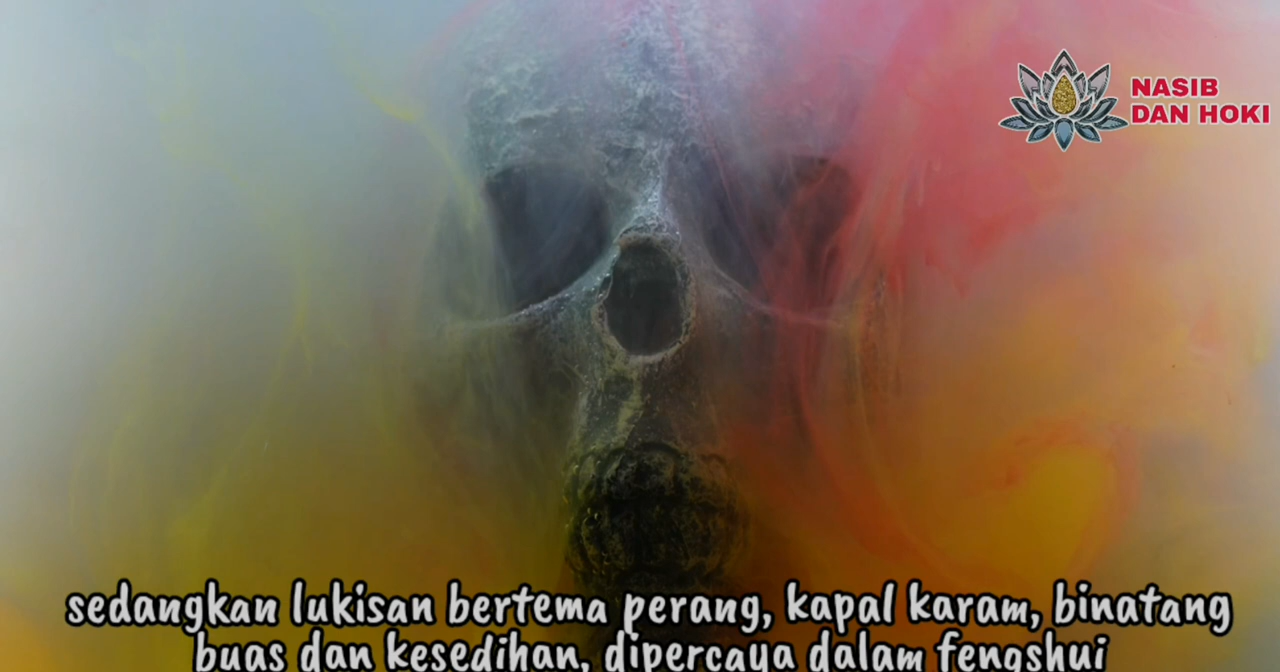 NASIB
DAN HOKI
sedangkan lukisan bertema perang, kapal karam, binatang
buas dan kesedihan, dipercaya dalam fengshui